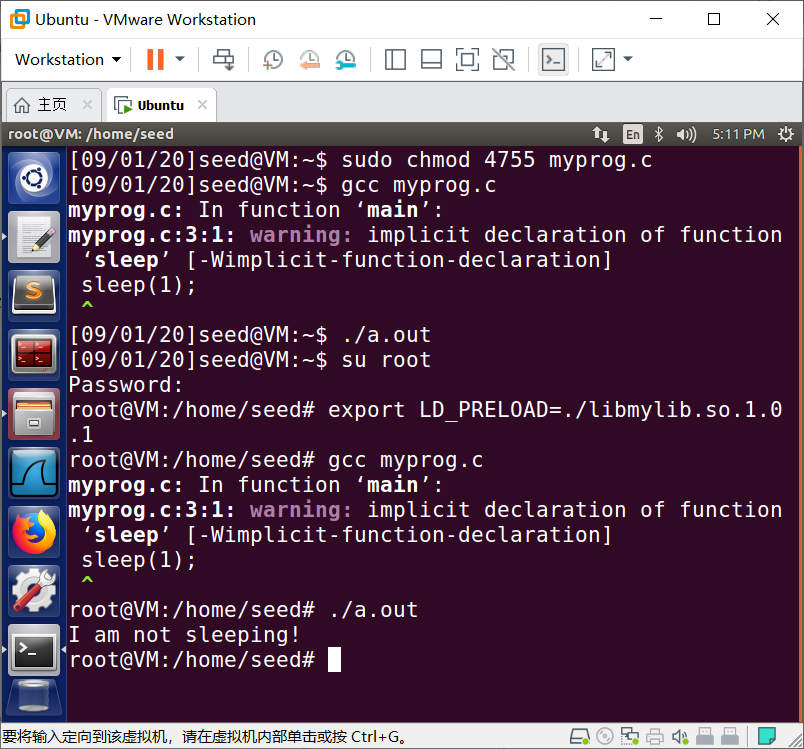 Ubuntu - VMware Workstation
Workstation
主页
Ubuntu
root@VM: /home/seed
En
5:11 PM
[09/01/20]seed@VM:~$ sudo chmod 4755 myprog.c
[09/01/20]seed@VM:~$ gcc myprog.c
myprog.c: In function ‘main’:
myprog.c:3:1: warning: implicit declaration of function
‘sleep’ [-Wimplicit-function-declaration]
sleep(1);
^
[09/01/20]seed@VM:~$ ./a.out
[09/01/20]seed@VM:~$ su root
Password:
root@VM:/home/seed# export LD_PRELOAD=./libmylib.so.1.0
.1
root@VM:/home/seed# gcc myprog.c
myprog.c: In function ‘main’:
myprog.c:3:1: warning: implicit declaration of function
‘sleep’ [-Wimplicit-function-declaration]
sleep(1);
^
root@VM:/home/seed# ./a.out
I am not sleeping!
root@VM:/home/seed#
要将输入定向到该虚拟机，请在虚拟机内部单击或按 Ctrl+G。